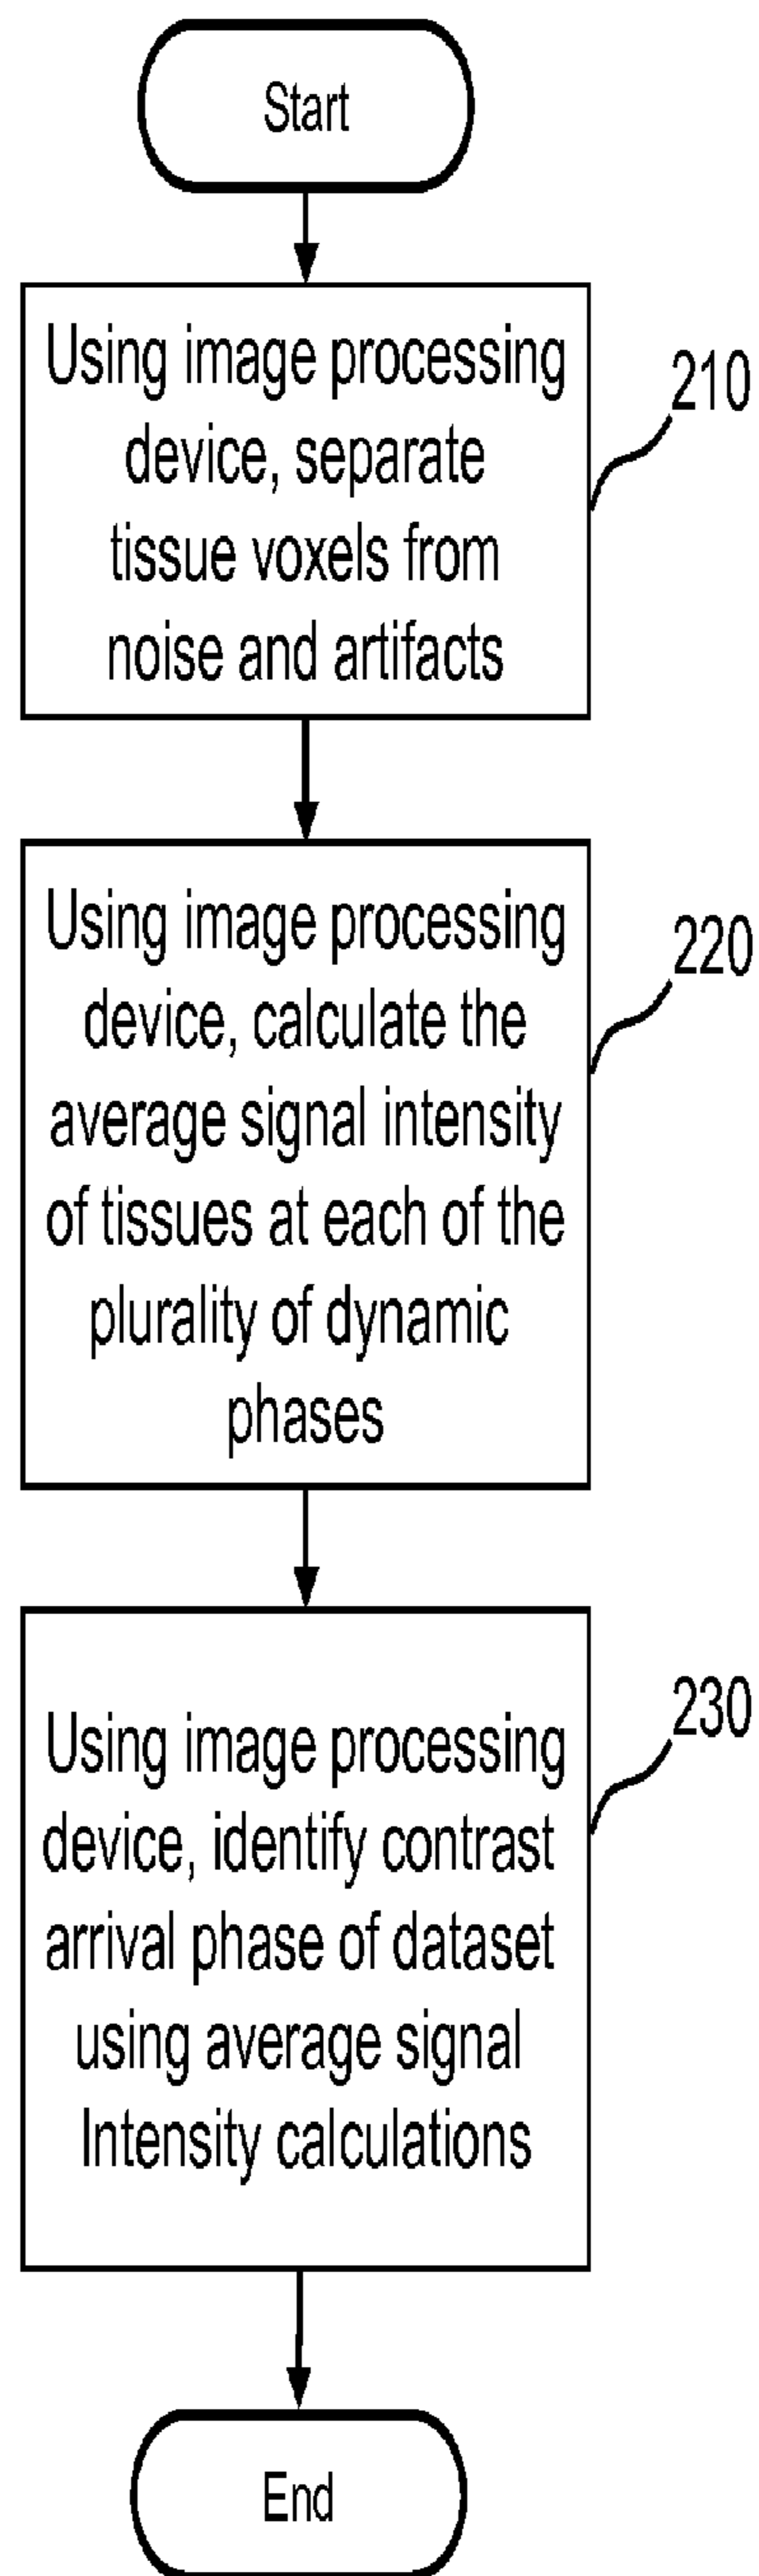 Start
Using image processing
device, separate
tissue voxels from
noise and artifacts
210
Using image processing
device, calculate the
average signal intensity
of tissues at each of the
plurality of dynamic
phases
220
Using image processing
device, identify contrast
arrival phase of dataset
using average signal
Intensity calculations
230
End